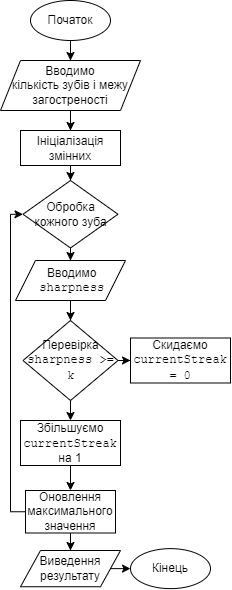 Початок
Вводимо
кількість зубів і межу
загостреності
Ініціалізація
змінних
Обробка
кожного зуба
Вводимо
sharpness
Перевірка
sharpness >=
k
Скидаємо
currentStreak
= 0
Збільшуємо
currentStreak
на 1
Оновлення
максимального
значення
Виведення
результату
Кінець